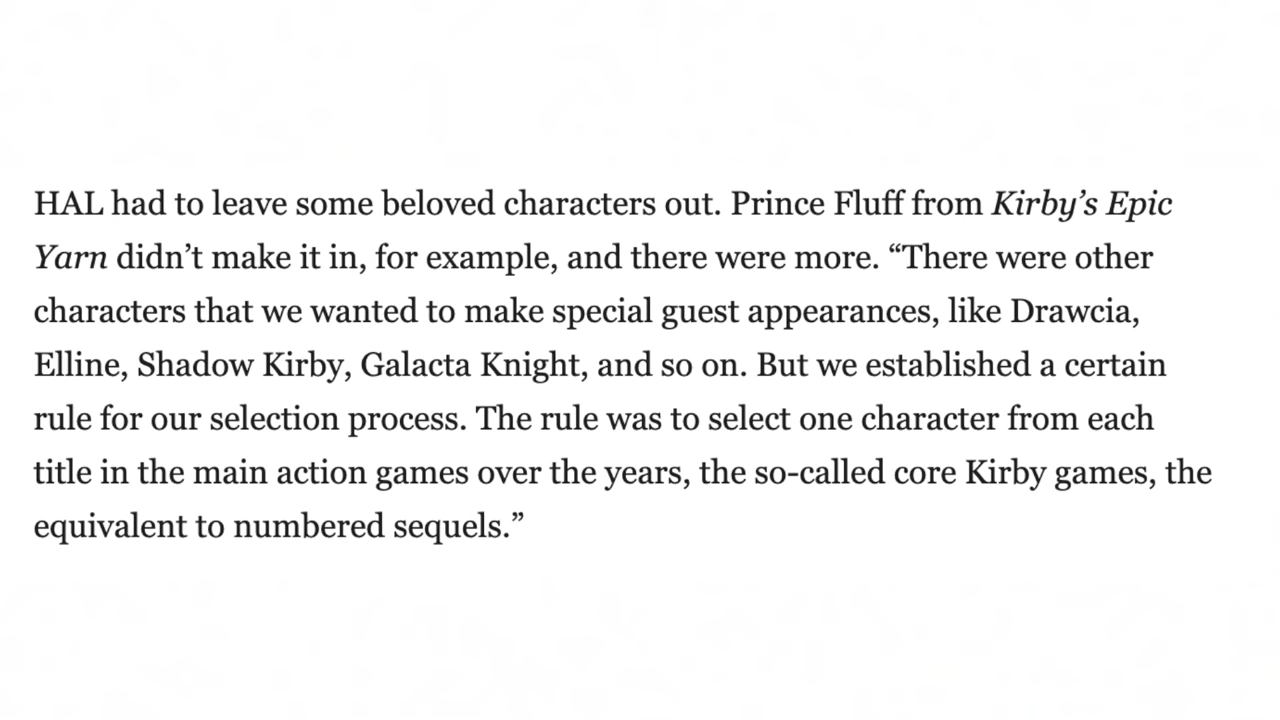 HAL had to leave some beloved characters out. Prince Fluff from Kirby’s Epic
Yarn didn’t make it in, for example, and there were more. “There were other
characters that we wanted to make special guest appearances, like Drawcia,
Elline, Shadow Kirby, Galacta Knight, and so on. But we established a certain
rule for our selection process. The rule was to select one character from each
title in the main action games over the years, the so-called core Kirby games, the
equivalent to numbered sequels.”